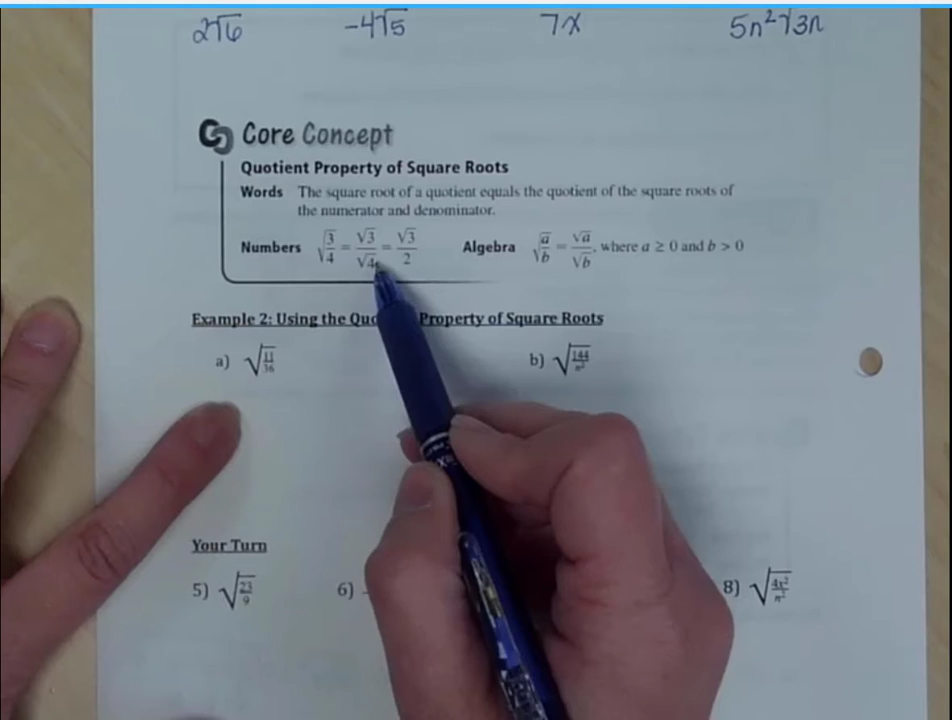 2√6 -4√5 7x 5n²√3n
Core Concept
Quotient Property of Square Roots
Words The square root of a quotient equals the quotient of the square roots of
the numerator and denominator.
Numbers √(3/4) = √3/√4 = √3/2 Algebra √(a/b) = √a/√b, where a ≥ 0 and b > 0
Example 2: Using the Quo Property of Square Roots
a) √(11/36) b) √(144/n²)
Your Turn
5) √(23/9) 6) - 8) √(4x²/n²)